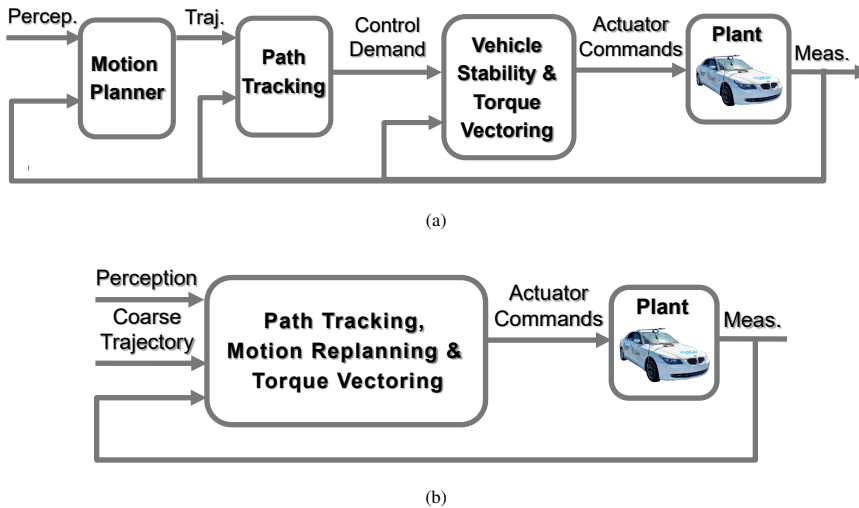 Percep.
Motion
Planner
Traj.
Path
Tracking
Control
Demand
Vehicle
Stability &
Torque
Vectoring
Actuator
Commands
Plant
Meas.
(a)
Perception
Coarse
Trajectory
Path Tracking,
Motion Replanning &
Torque Vectoring
Actuator
Commands
Plant
Meas.
(b)